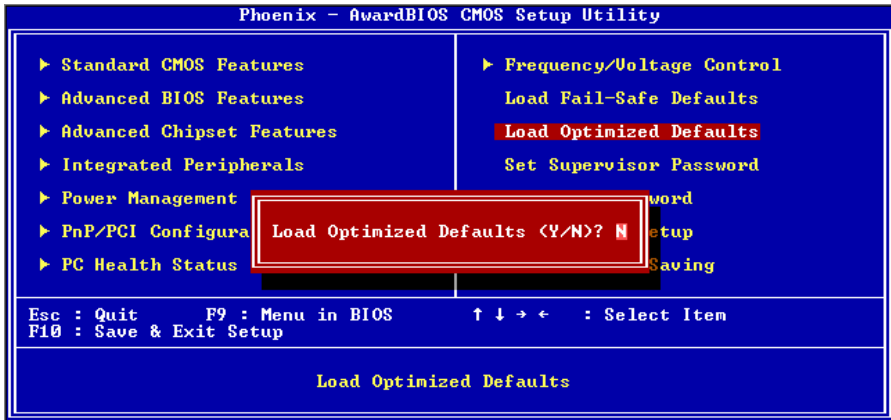 Phoenix - AwardBIOS CMOS Setup Utility
▶ Standard CMOS Features
▶ Advanced BIOS Features
▶ Advanced Chipset Features
▶ Integrated Peripherals
▶ Power Management
▶ PnP/PCI Configura
▶ PC Health Status
▶ Frequency/Voltage Control
Load Fail-Safe Defaults
Load Optimized Defaults
Set Supervisor Password
word
etup
Saving
Load Optimized Defaults (Y/N)? N
Esc : Quit F9 : Menu in BIOS ↑ ↓ → ← : Select Item
F10 : Save & Exit Setup
Load Optimized Defaults